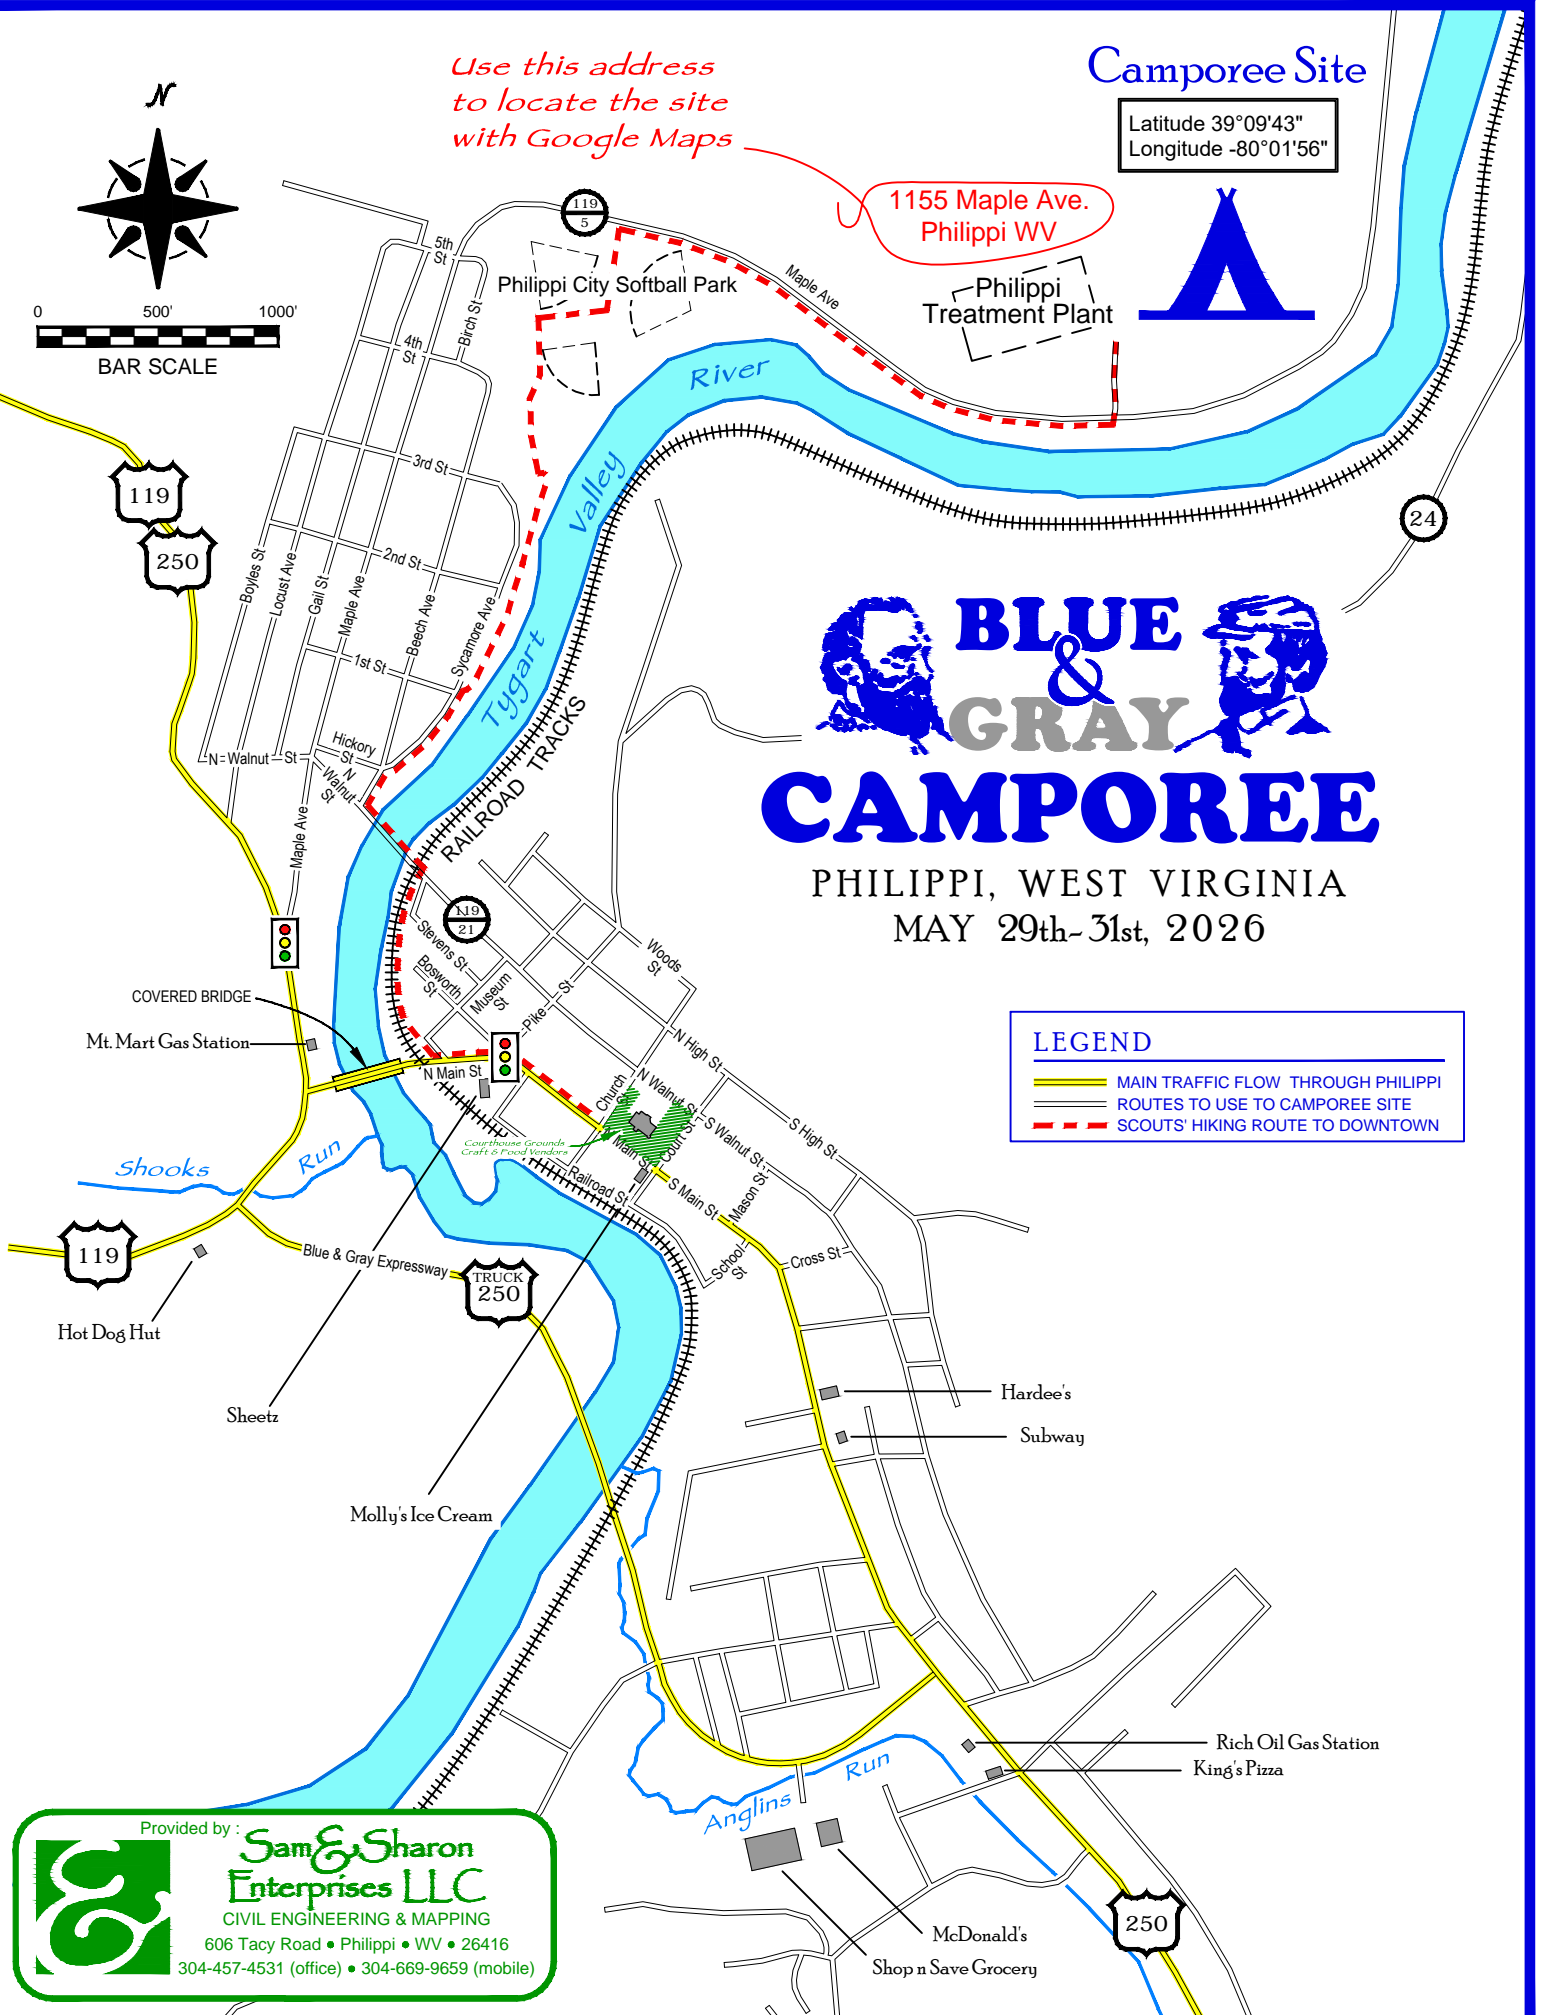 Use this address
to locate the site
with Google Maps
Camporee Site
Latitude 39°09'43"
Longitude -80°01'56"
N
1155 Maple Ave.
Philippi WV
119
5
5th
St
Philippi City Softball Park
Maple Ave
Philippi
Treatment Plant
0 500' 1000'
BAR SCALE
Birch St
4th
St
River
119
250
3rd St
Valley
24
2nd St
Boyles St
Locust Ave
Gail St
Maple Ave
Beech Ave
Sycamore Ave
1st St
Tygart
RAILROAD TRACKS
BLUE
&
GRAY
CAMPOREE
PHILIPPI, WEST VIRGINIA
MAY 29th-31st, 2026
N Walnut St
Hickory
St
N
Walnut
St
Maple Ave
119
21
Stevens St
Bosworth
St
Museum
St
Pike St
Woods
St
COVERED BRIDGE
Mt. Mart Gas Station
N Main St
N High St
Church
St
N Walnut St
S Walnut St
S High St
LEGEND
MAIN TRAFFIC FLOW THROUGH PHILIPPI
ROUTES TO USE TO CAMPOREE SITE
SCOUTS' HIKING ROUTE TO DOWNTOWN
Courthouse Grounds
Craft & Food Vendors
Main St
Court St
Shooks Run
Railroad St
S Main St
Mason St
119
Blue & Gray Expressway
TRUCK
250
School
St
Cross St
Hot Dog Hut
Sheetz
Hardee's
Subway
Molly's Ice Cream
Rich Oil Gas Station
King's Pizza
Anglins Run
250
McDonald's
Shop n Save Grocery
Provided by :
Sam & Sharon
Enterprises LLC
CIVIL ENGINEERING & MAPPING
606 Tacy Road • Philippi • WV • 26416
304-457-4531 (office) • 304-669-9659 (mobile)